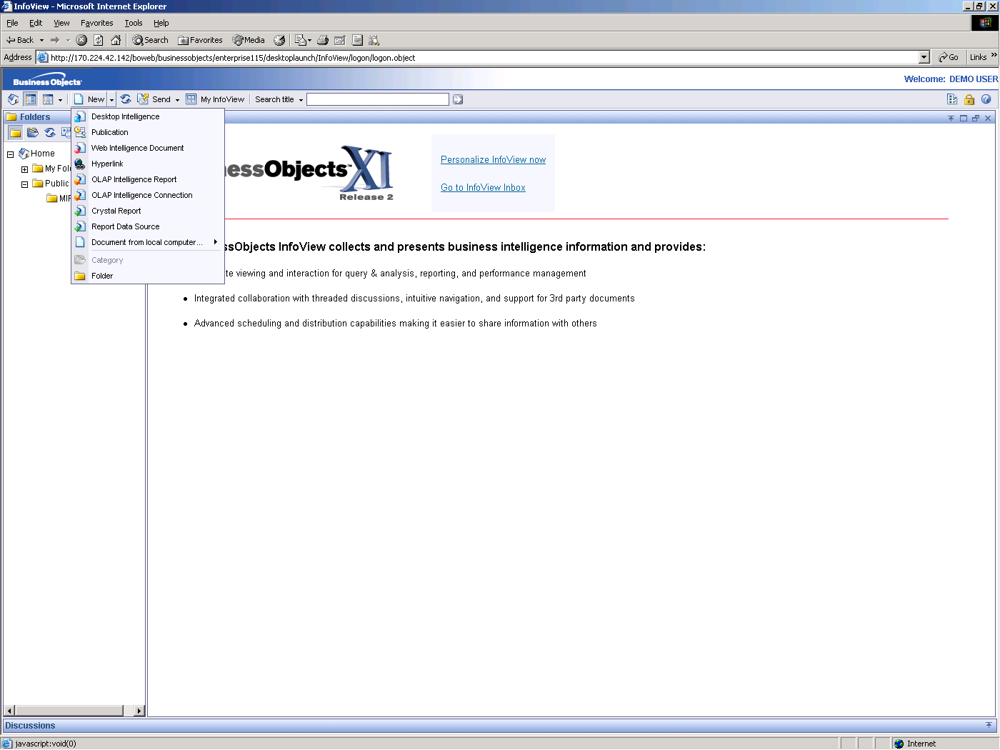 InfoView - Microsoft Internet Explorer
File Edit View Favorites Tools Help
Back Search Favorites Media
Address http://170.224.42.142/boweb/businessobjects/enterprise115/desktoplaunch/InfoView/logon/logon.object Go Links »
Business Objects Welcome: DEMO USER
New Send My InfoView Search title
Folders
Desktop Intelligence
Publication
Web Intelligence Document
Hyperlink
OLAP Intelligence Report
OLAP Intelligence Connection
Crystal Report
Report Data Source
Document from local computer...
Category
Folder
Home
My Fol
Public
essObjects™ XI
Release 2
Personalize InfoView now
Go to InfoView Inbox
ssObjects InfoView collects and presents business intelligence information and provides:
te viewing and interaction for query & analysis, reporting, and performance management
• Integrated collaboration with threaded discussions, intuitive navigation, and support for 3rd party documents
• Advanced scheduling and distribution capabilities making it easier to share information with others
Discussions
javascript:void(0) Internet